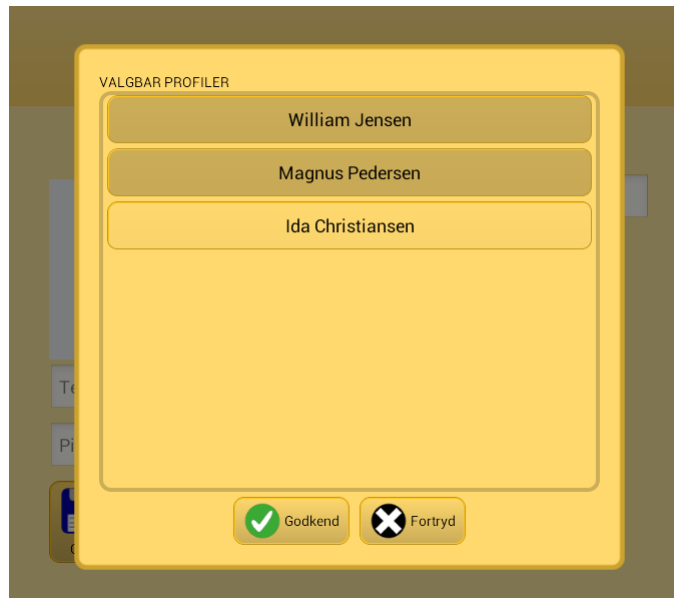 VALGBAR PROFILER
William Jensen
Magnus Pedersen
Ida Christiansen
Godkend
Fortryd